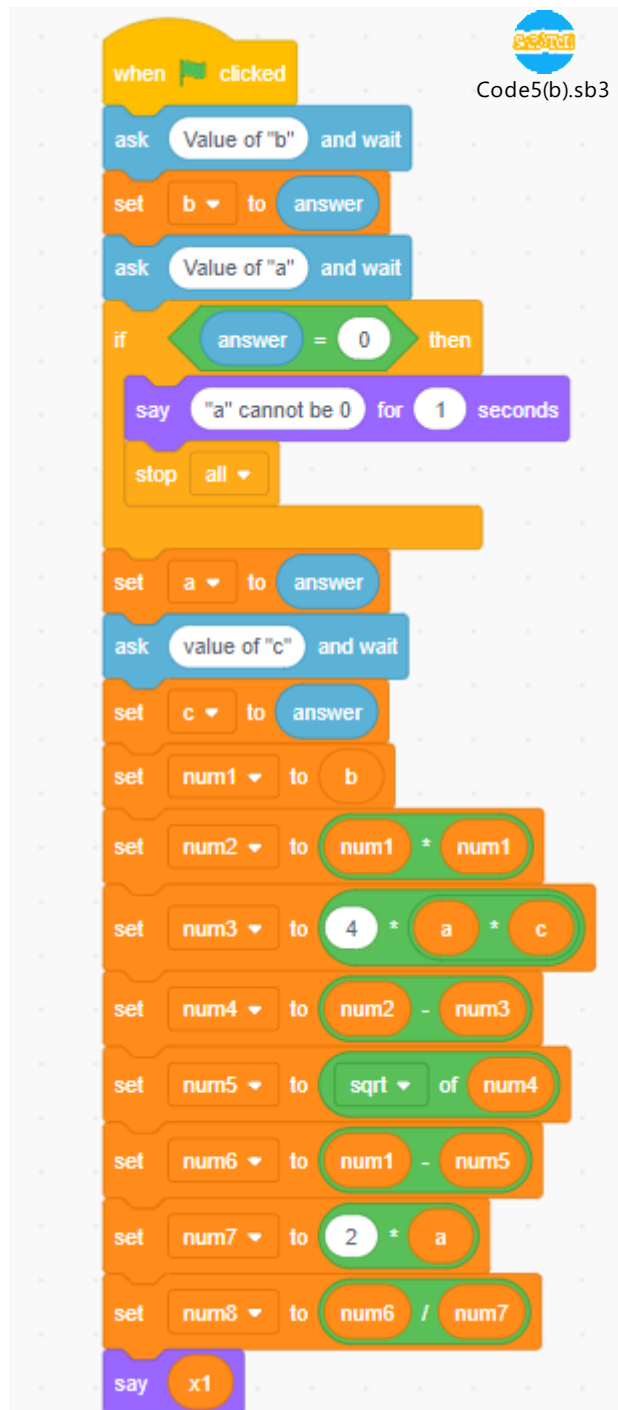 SCRATCH
Code5(b).sb3
when clicked
ask Value of "b" and wait
set b to answer
ask Value of "a" and wait
if answer = 0 then
say "a" cannot be 0 for 1 seconds
stop all
set a to answer
ask value of "c" and wait
set c to answer
set num1 to b
set num2 to num1 * num1
set num3 to 4 * a * c
set num4 to num2 - num3
set num5 to sqrt of num4
set num6 to num1 - num5
set num7 to 2 * a
set num8 to num6 / num7
say x1